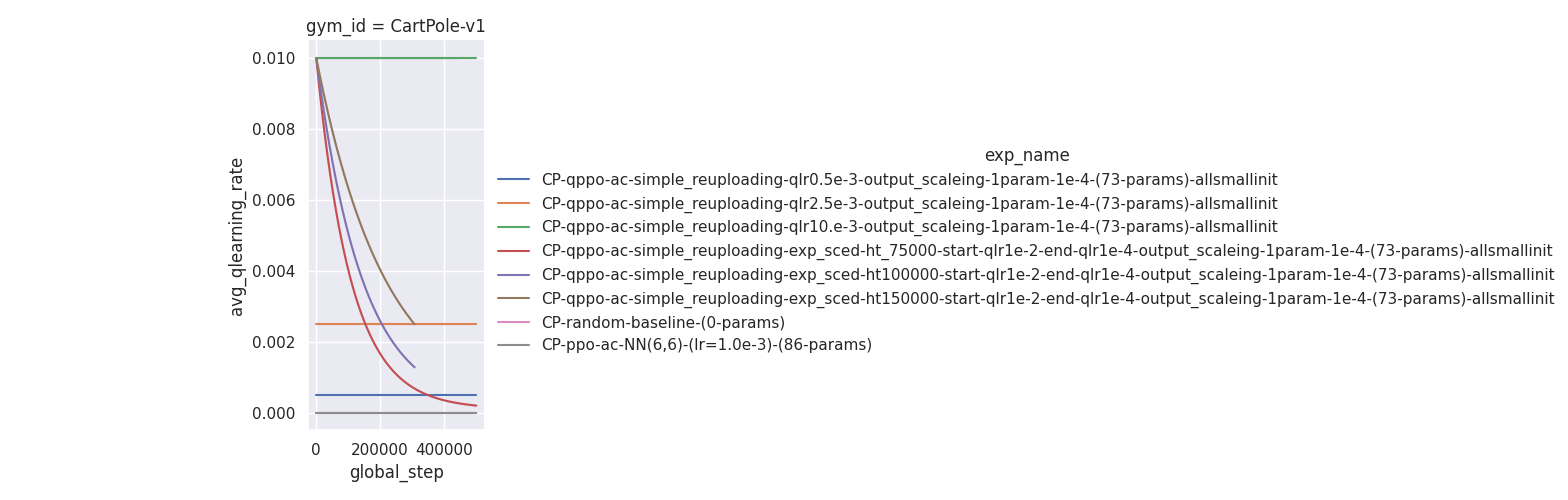 gym_id = CartPole-v1
0.010
0.008
0.006
0.004
0.002
0.000
avg_qlearning_rate
0
200000
400000
global_step
exp_name
CP-qppo-ac-simple_reuploading-qlr0.5e-3-output_scaleing-1param-1e-4-(73-params)-allsmallinit
CP-qppo-ac-simple_reuploading-qlr2.5e-3-output_scaleing-1param-1e-4-(73-params)-allsmallinit
CP-qppo-ac-simple_reuploading-qlr10.e-3-output_scaleing-1param-1e-4-(73-params)-allsmallinit
CP-qppo-ac-simple_reuploading-exp_sced-ht_75000-start-qlr1e-2-end-qlr1e-4-output_scaleing-1param-1e-4-(73-params)-allsmallinit
CP-qppo-ac-simple_reuploading-exp_sced-ht100000-start-qlr1e-2-end-qlr1e-4-output_scaleing-1param-1e-4-(73-params)-allsmallinit
CP-qppo-ac-simple_reuploading-exp_sced-ht150000-start-qlr1e-2-end-qlr1e-4-output_scaleing-1param-1e-4-(73-params)-allsmallinit
CP-random-baseline-(0-params)
CP-ppo-ac-NN(6,6)-(lr=1.0e-3)-(86-params)